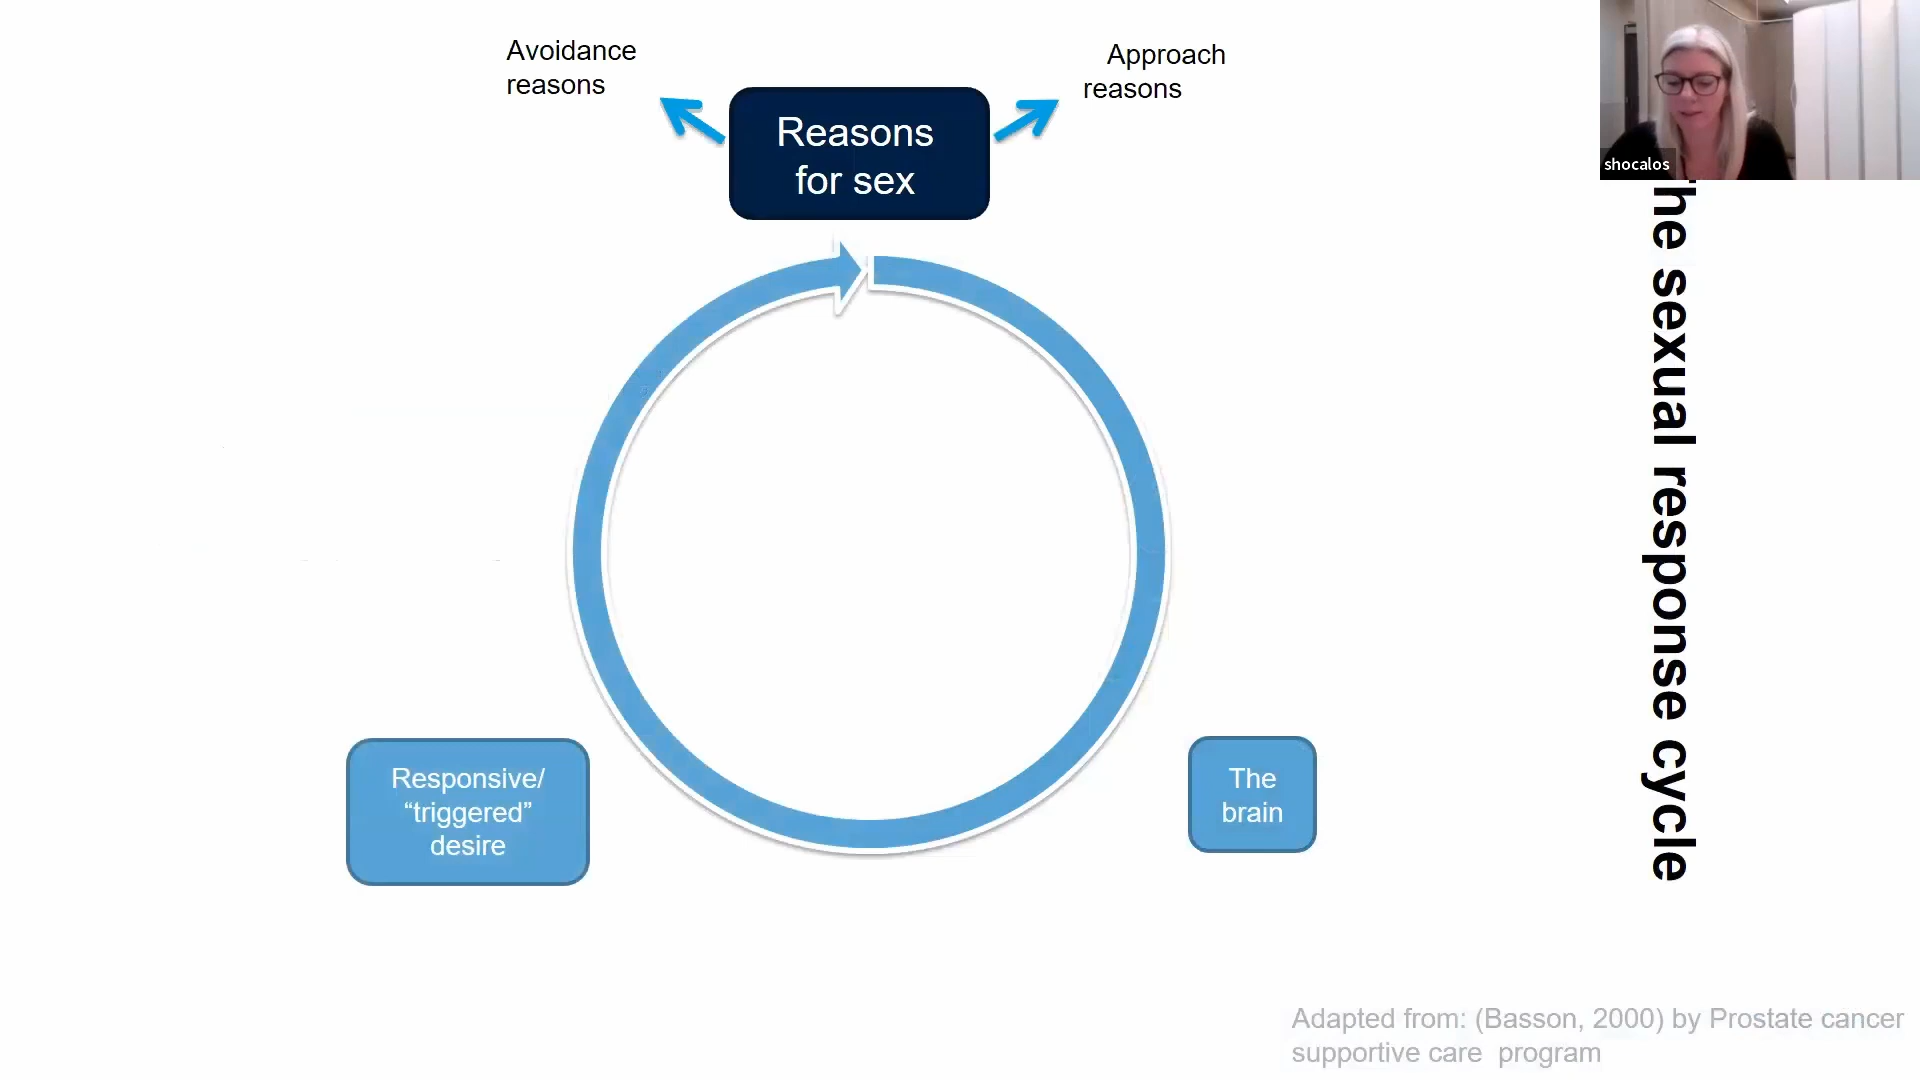 Avoidance
reasons
Approach
reasons
Reasons
for sex
shocalos
he sexual response cycle
Responsive/
“triggered”
desire
The
brain
Adapted from: (Basson, 2000) by Prostate cancer
supportive care program